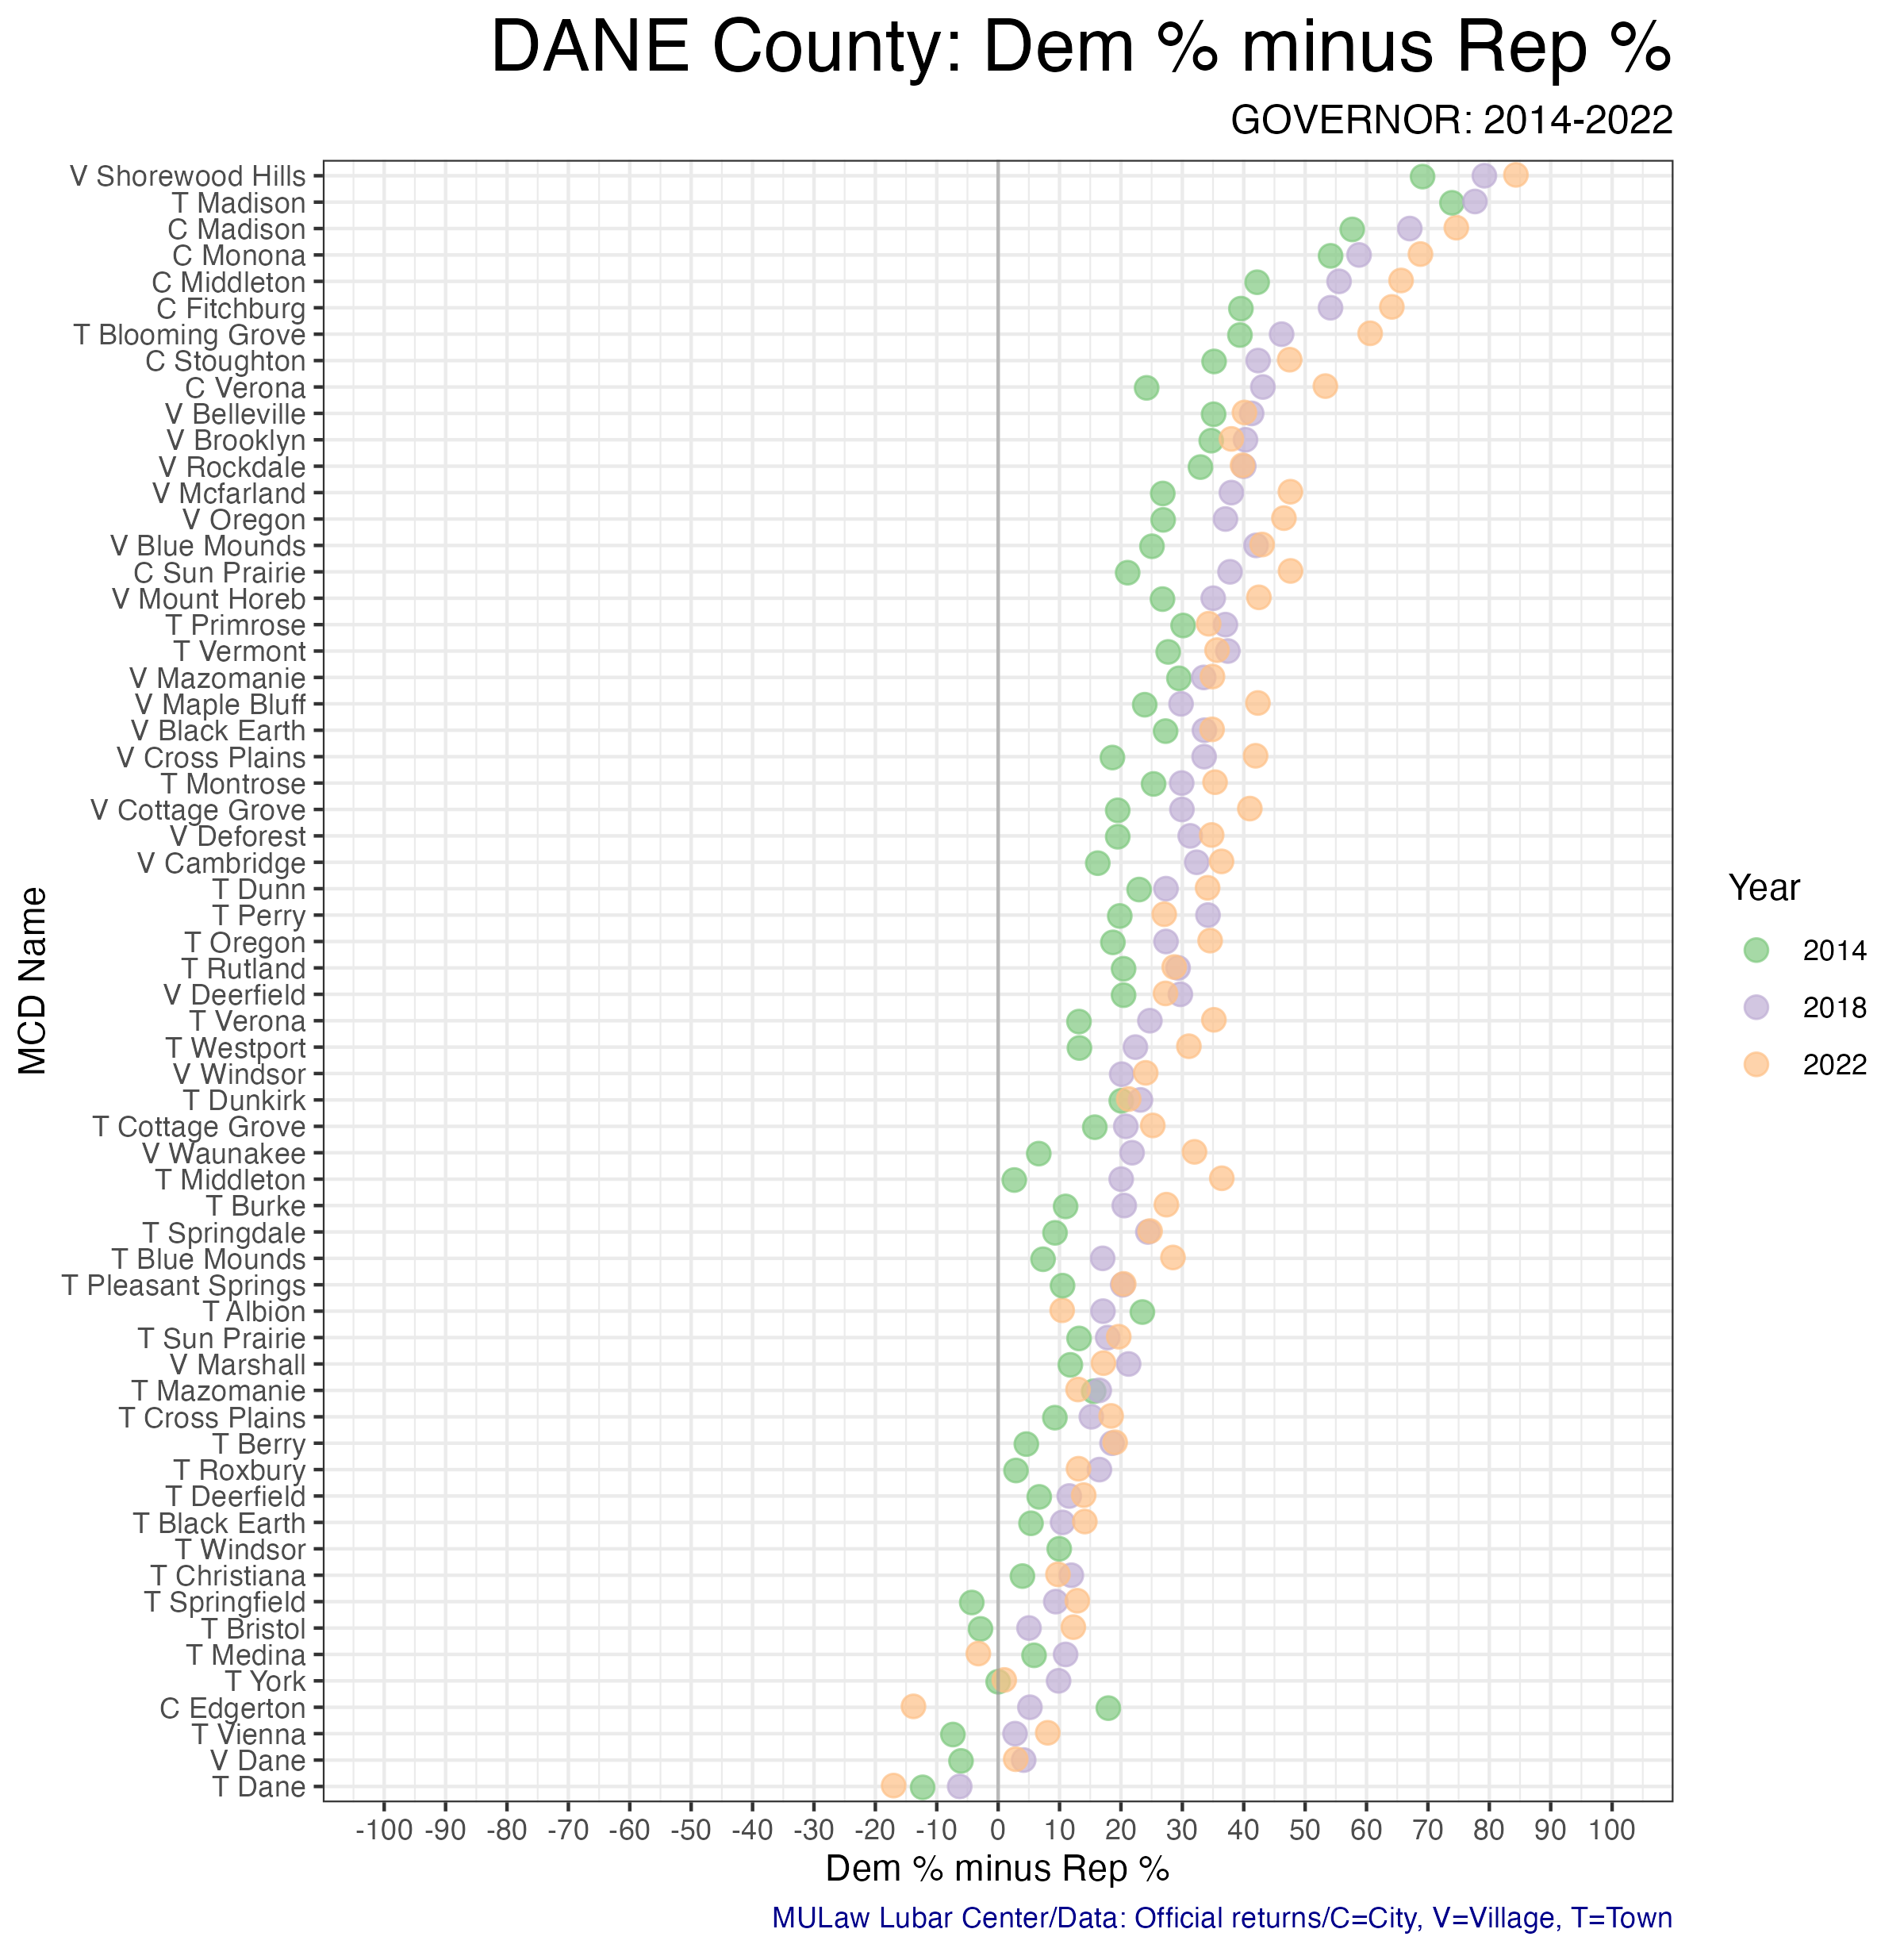 DANE County: Dem % minus Rep %
GOVERNOR: 2014-2022
V Shorewood Hills
T Madison
C Madison
C Monona
C Middleton
C Fitchburg
T Blooming Grove
C Stoughton
C Verona
V Belleville
V Brooklyn
V Rockdale
V Mcfarland
V Oregon
V Blue Mounds
C Sun Prairie
V Mount Horeb
T Primrose
T Vermont
V Mazomanie
V Maple Bluff
V Black Earth
V Cross Plains
T Montrose
V Cottage Grove
V Deforest
V Cambridge
T Dunn
T Perry
T Oregon
T Rutland
V Deerfield
T Verona
T Westport
V Windsor
T Dunkirk
T Cottage Grove
V Waunakee
T Middleton
T Burke
T Springdale
T Blue Mounds
T Pleasant Springs
T Albion
T Sun Prairie
V Marshall
T Mazomanie
T Cross Plains
T Berry
T Roxbury
T Deerfield
T Black Earth
T Windsor
T Christiana
T Springfield
T Bristol
T Medina
T York
C Edgerton
T Vienna
V Dane
T Dane
MCD Name
-100 -90 -80 -70 -60 -50 -40 -30 -20 -10 0 10 20 30 40 50 60 70 80 90 100
Dem % minus Rep %
Year
2014
2018
2022
MULaw Lubar Center/Data: Official returns/C=City, V=Village, T=Town